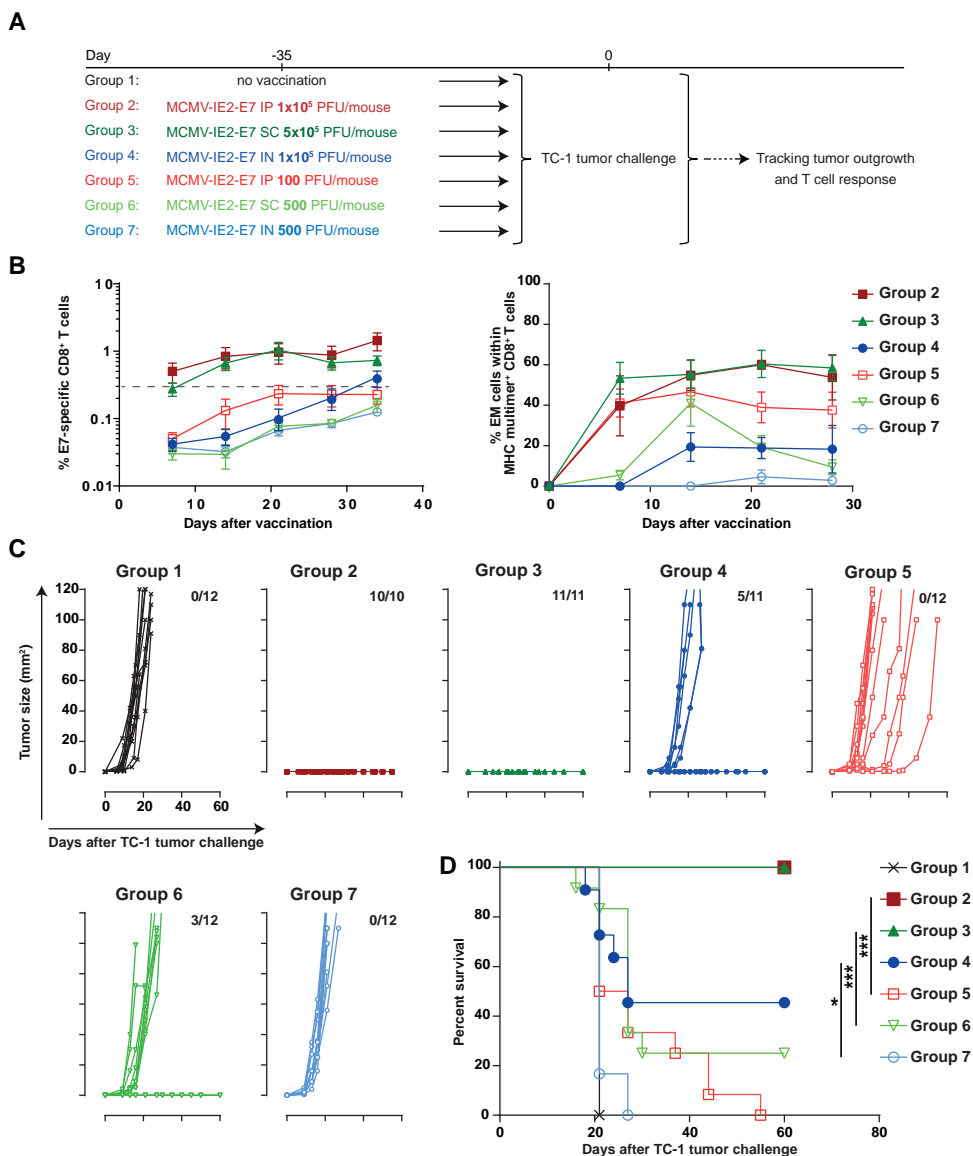 A
Day -35 0
Group 1: no vaccination
Group 2: MCMV-IE2-E7 IP 1x10⁵ PFU/mouse
Group 3: MCMV-IE2-E7 SC 5x10⁵ PFU/mouse
Group 4: MCMV-IE2-E7 IN 1x10⁵ PFU/mouse
Group 5: MCMV-IE2-E7 IP 100 PFU/mouse
Group 6: MCMV-IE2-E7 SC 500 PFU/mouse
Group 7: MCMV-IE2-E7 IN 500 PFU/mouse
TC-1 tumor challenge
Tracking tumor outgrowth
and T cell response
B
% E7-specific CD8⁺ T cells
10
1
0.1
0.01
0 10 20 30 40
Days after vaccination
% EM cells within
MHC multimer⁺ CD8⁺ T cells
100
80
60
40
20
0
0 10 20 30
Days after vaccination
Group 2
Group 3
Group 4
Group 5
Group 6
Group 7
C
Tumor size (mm²)
Group 1
0/12
120
100
80
60
40
20
0
0 20 40 60
Days after TC-1 tumor challenge
Group 2
10/10
Group 3
11/11
Group 4
5/11
Group 5
0/12
Group 6
3/12
Group 7
0/12
D
Percent survival
100
80
60
40
20
0
0 20 40 60 80
Days after TC-1 tumor challenge
Group 1
Group 2
Group 3
Group 4
Group 5
Group 6
Group 7
*
***
***